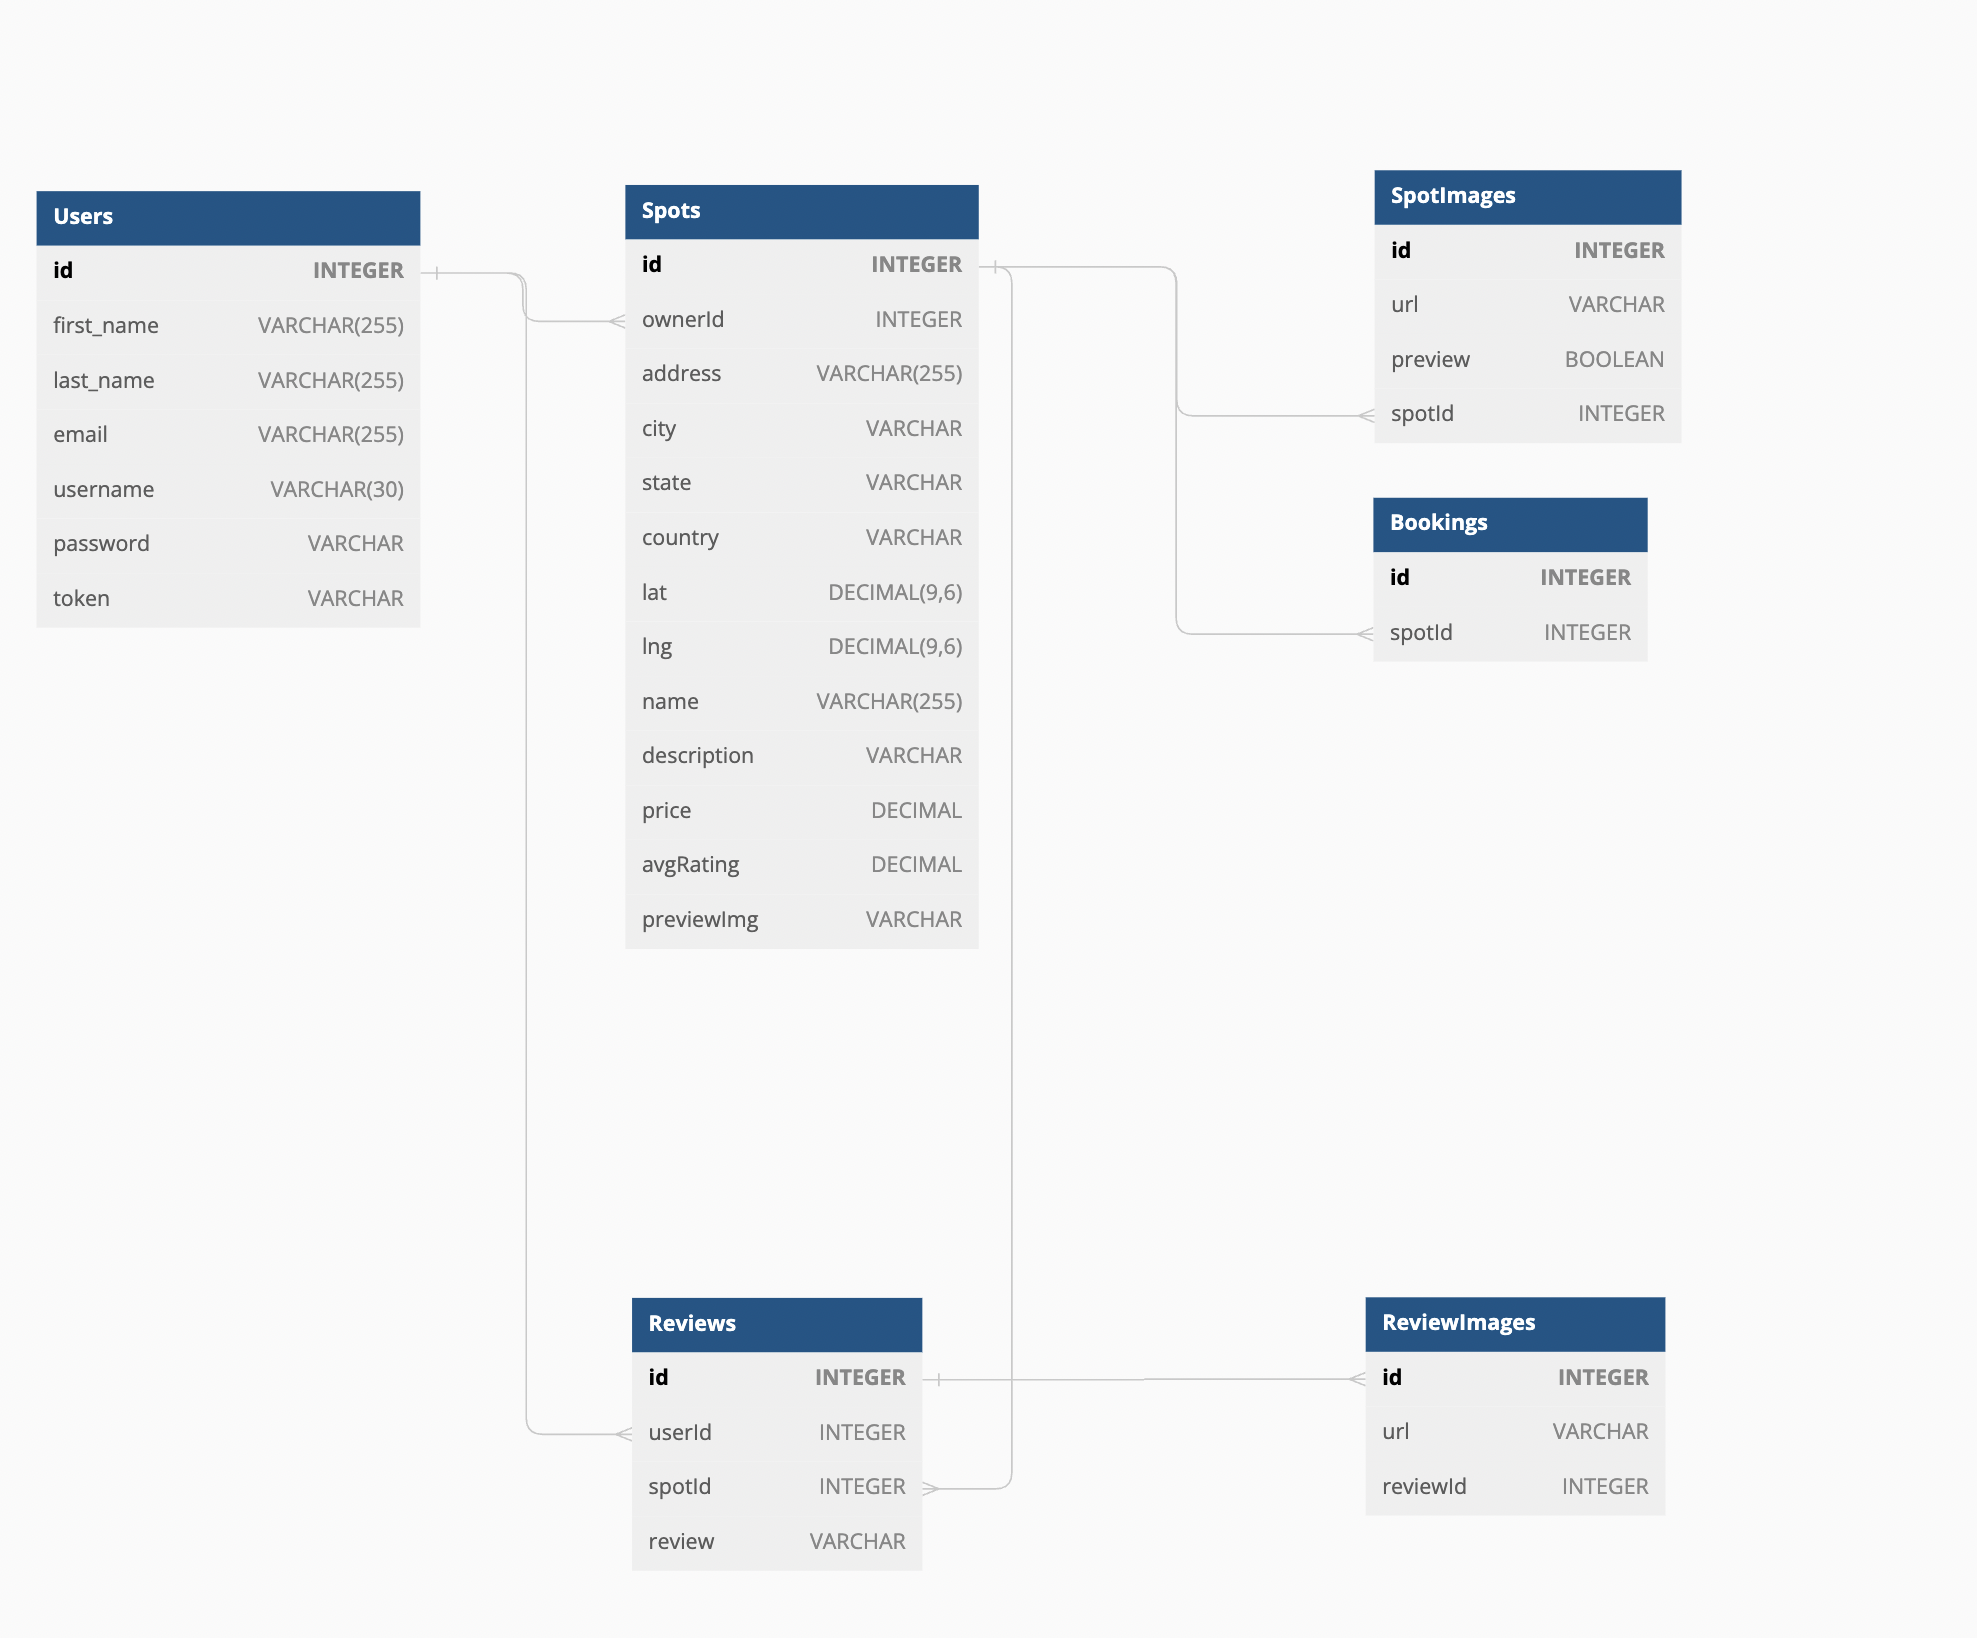 Users
id INTEGER
first_name VARCHAR(255)
last_name VARCHAR(255)
email VARCHAR(255)
username VARCHAR(30)
password VARCHAR
token VARCHAR
Spots
id INTEGER
ownerId INTEGER
address VARCHAR(255)
city VARCHAR
state VARCHAR
country VARCHAR
lat DECIMAL(9,6)
lng DECIMAL(9,6)
name VARCHAR(255)
description VARCHAR
price DECIMAL
avgRating DECIMAL
previewImg VARCHAR
SpotImages
id INTEGER
url VARCHAR
preview BOOLEAN
spotId INTEGER
Bookings
id INTEGER
spotId INTEGER
Reviews
id INTEGER
userId INTEGER
spotId INTEGER
review VARCHAR
ReviewImages
id INTEGER
url VARCHAR
reviewId INTEGER